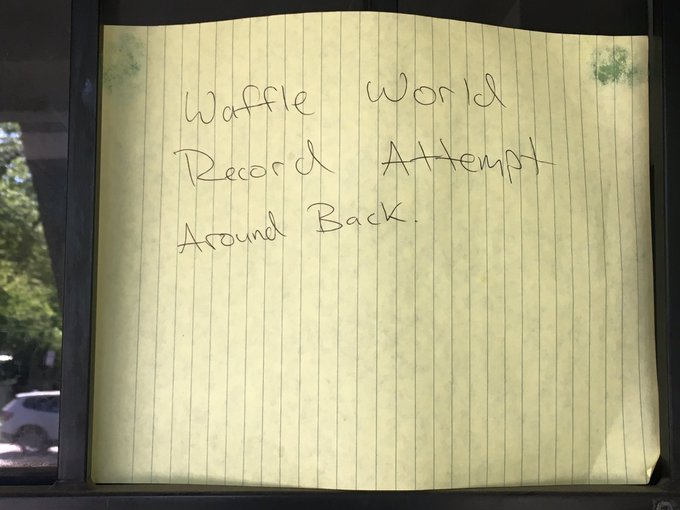 Waffle World
Record Attempt
Around Back.